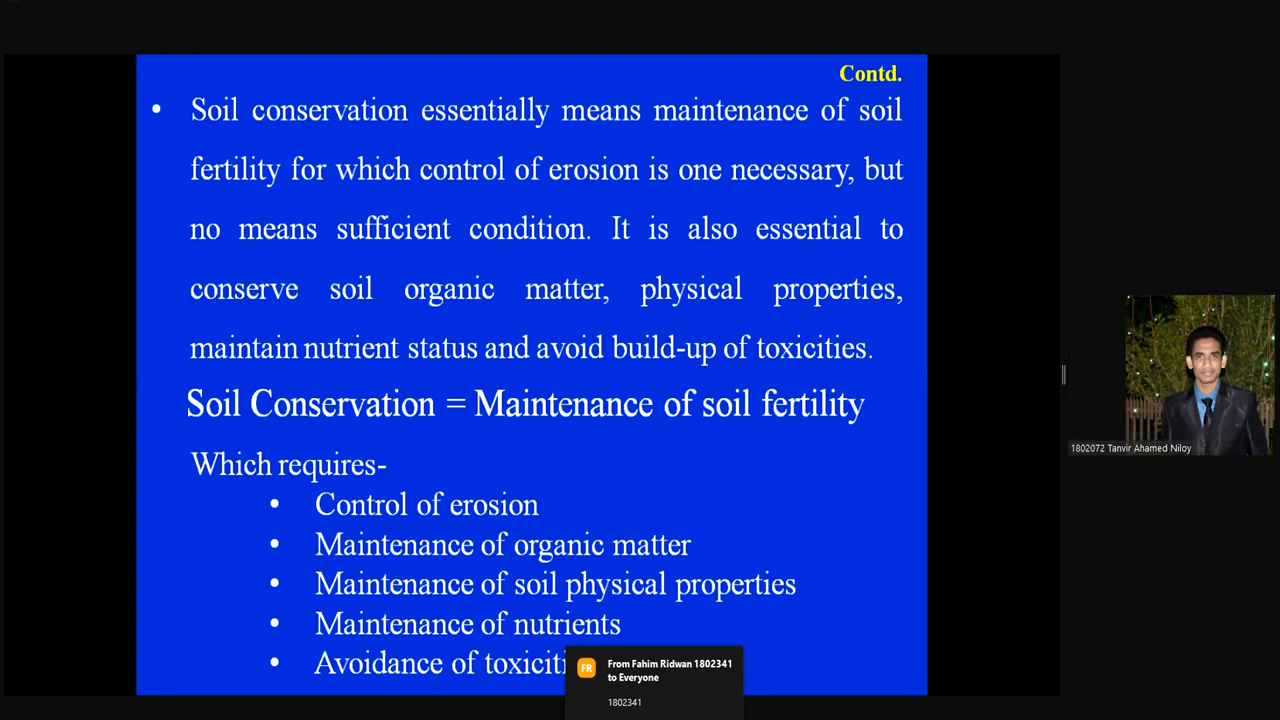 Contd.
• Soil conservation essentially means maintenance of soil
fertility for which control of erosion is one necessary, but
no means sufficient condition. It is also essential to
conserve soil organic matter, physical properties,
maintain nutrient status and avoid build-up of toxicities.
Soil Conservation = Maintenance of soil fertility
Which requires-
• Control of erosion
• Maintenance of organic matter
• Maintenance of soil physical properties
• Maintenance of nutrients
• Avoidance of
FR
From Fahim Ridwan 1802341
to Everyone
1802341
1802072 Tanvir Ahamed Niloy